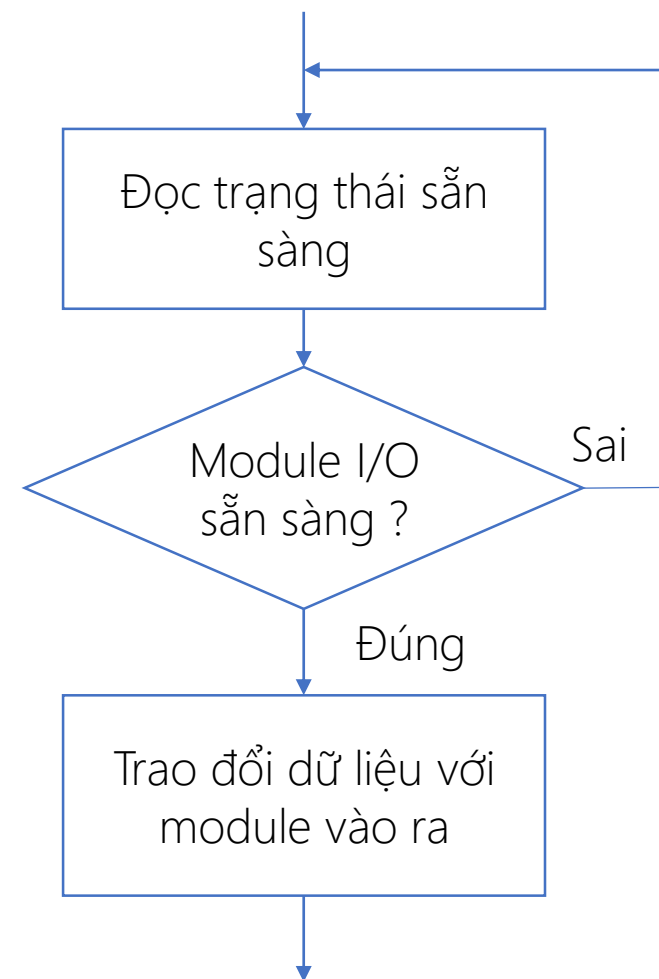 Đọc trạng thái sẵn
sàng
Module I/O
sẵn sàng ?
Sai
Đúng
Trao đổi dữ liệu với
module vào ra